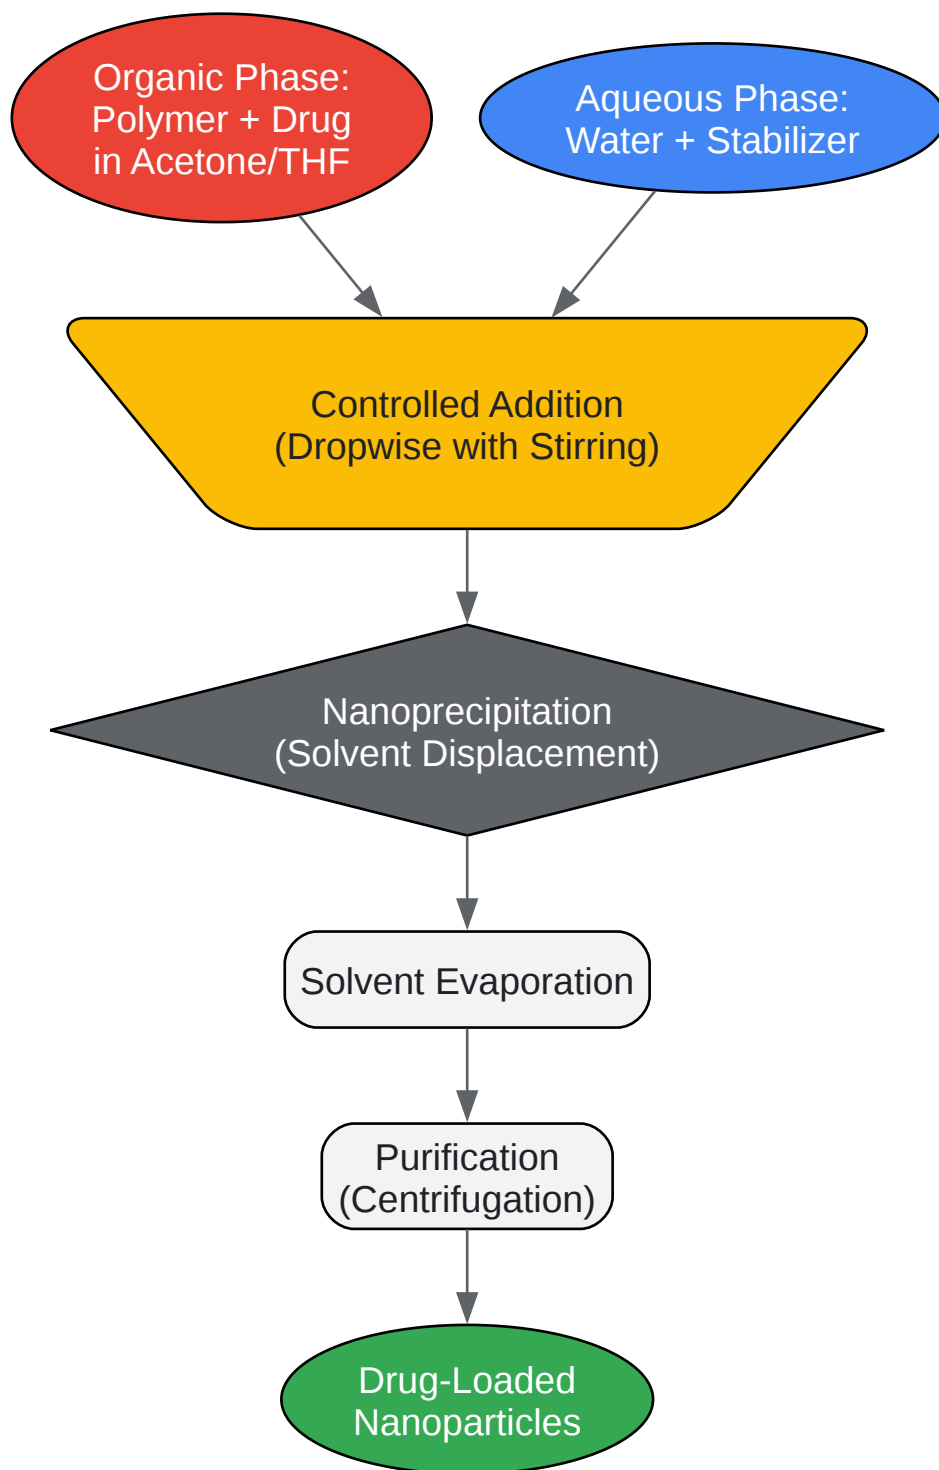 Organic Phase:
Polymer + Drug
in Acetone/THF
Aqueous Phase:
Water + Stabilizer
Controlled Addition
(Dropwise with Stirring)
Nanoprecipitation
(Solvent Displacement)
Solvent Evaporation
Purification
(Centrifugation)
Drug-Loaded
Nanoparticles